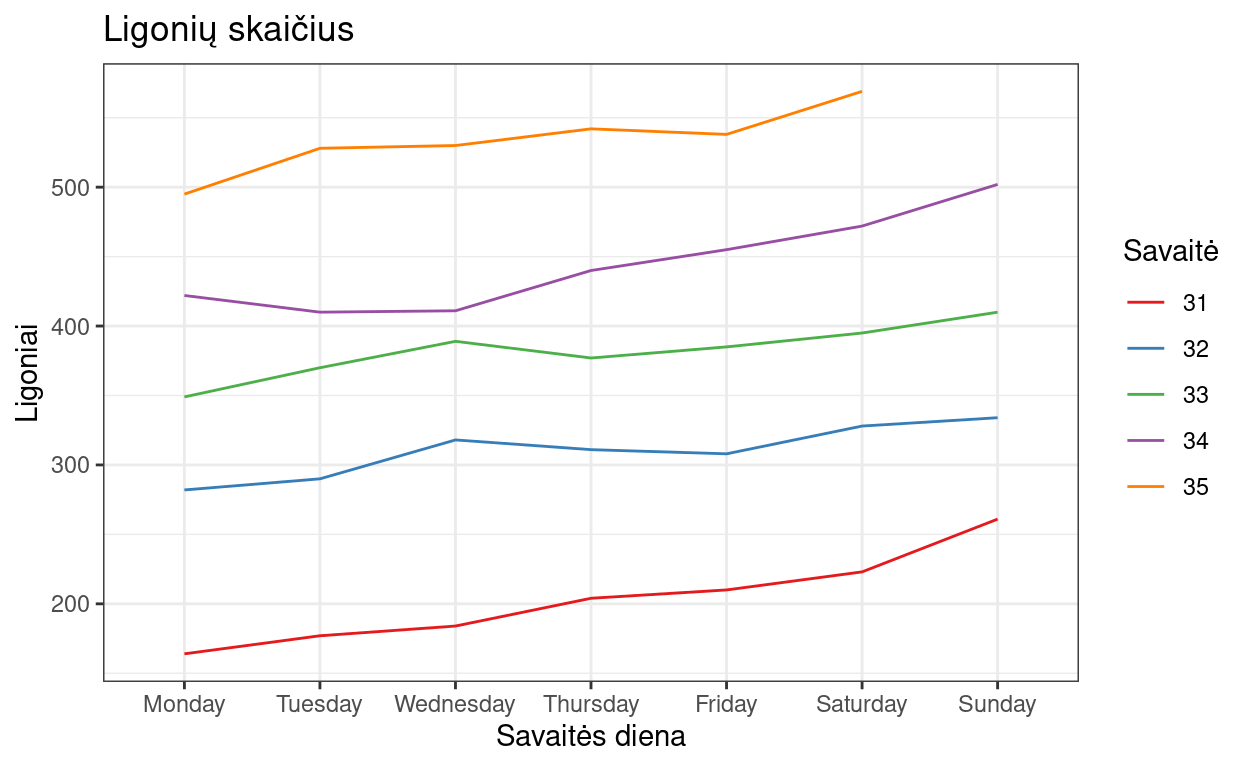 Ligonių skaičius
Ligoniai
500
400
300
200
Monday Tuesday Wednesday Thursday Friday Saturday Sunday
Savaitės diena
Savaitė
31
32
33
34
35